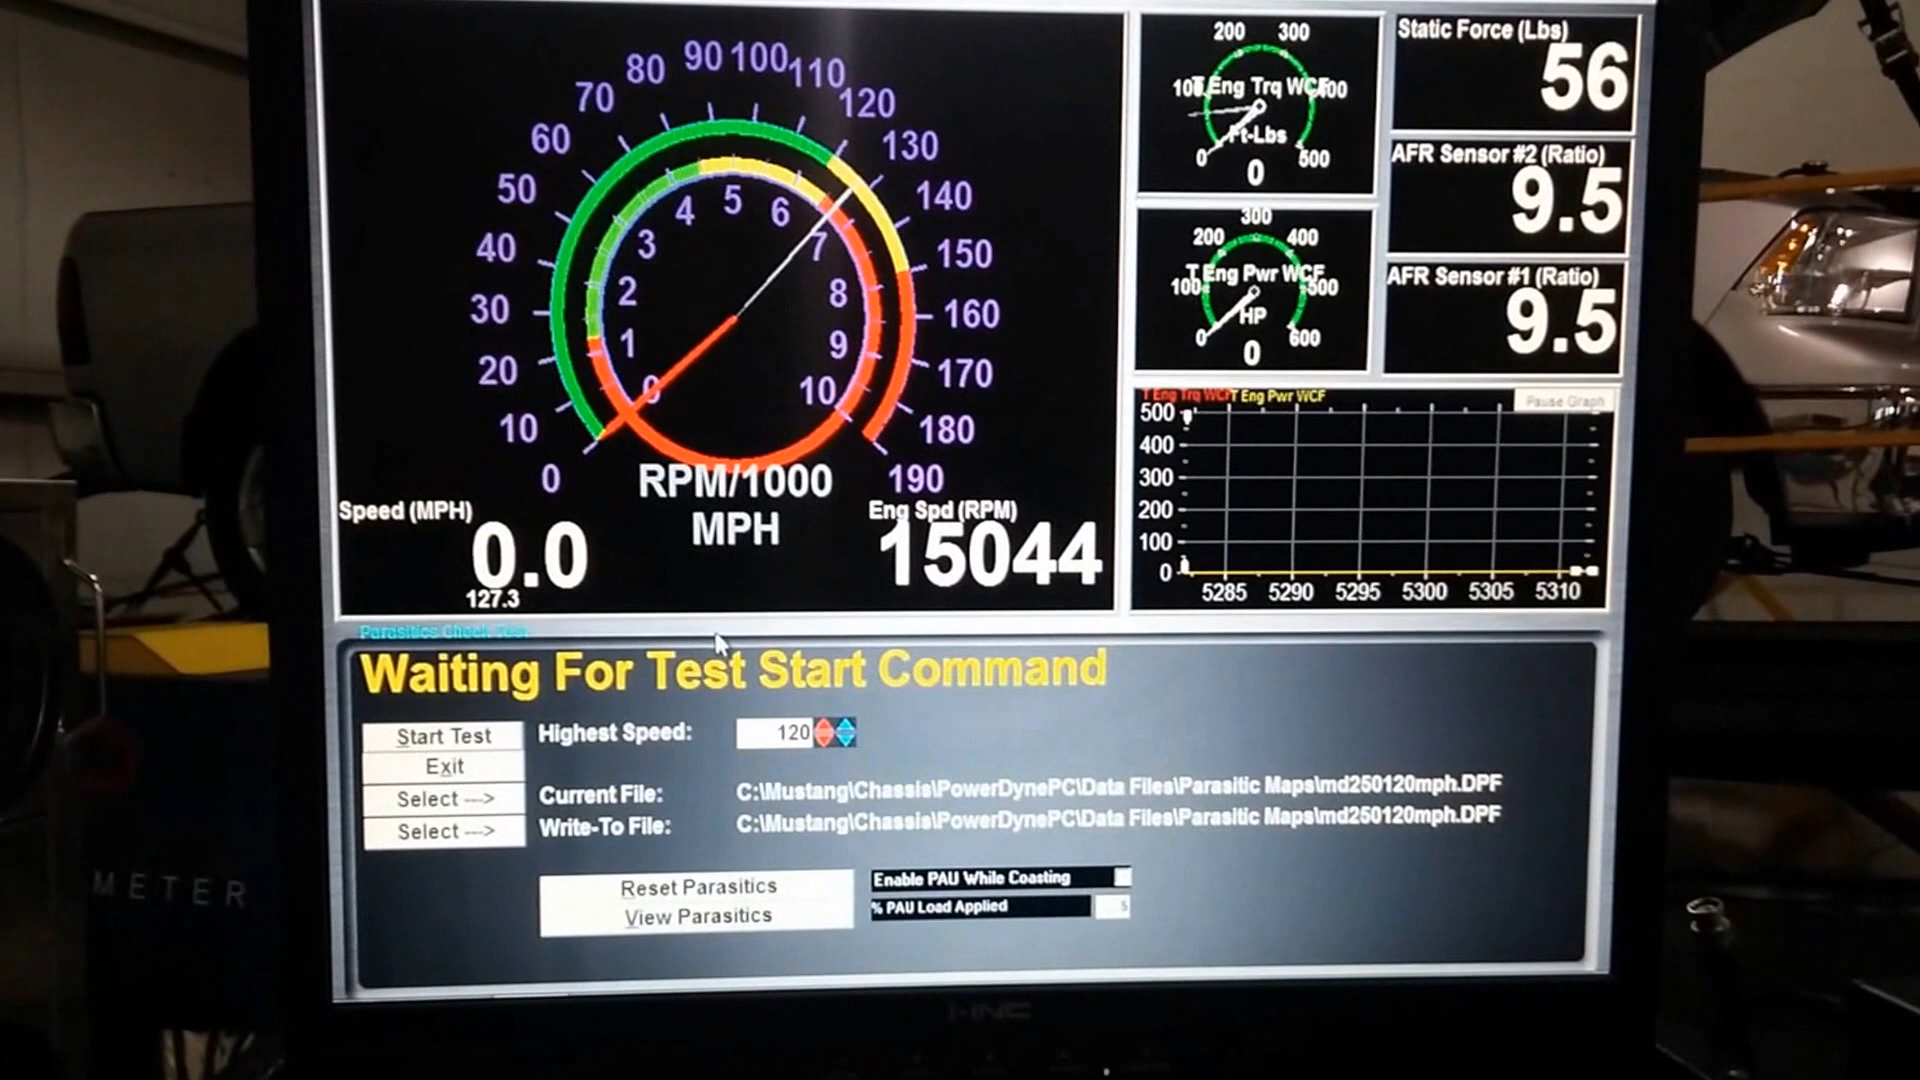 0
10
20
30
40
50
60
70
80
90
100
110
120
130
140
150
160
170
180
190
0
1
2
3
4
5
6
7
8
9
10
RPM/1000
MPH
Speed (MPH)
0.0
127.3
Eng Spd (RPM)
15044
200 300
100 T Eng Trq WCF 400
Ft-Lbs
0 500
0
300
200 400
T Eng Pwr WCF
100 500
HP
0 600
0
Static Force (Lbs)
56
AFR Sensor #2 (Ratio)
9.5
AFR Sensor #1 (Ratio)
9.5
T Eng Trq WCF T Eng Pwr WCF
Pause Graph
500
400
300
200
100
0
5285 5290 5295 5300 5305 5310
Parasitics Check Test
Waiting For Test Start Command
Start Test
Exit
Select --->
Select --->
Highest Speed: 120
Current File: C:\Mustang\Chassis\PowerDynePC\Data Files\Parasitic Maps\md250120mph.DPF
Write-To File: C:\Mustang\Chassis\PowerDynePC\Data Files\Parasitic Maps\md250120mph.DPF
Reset Parasitics
View Parasitics
Enable PAU While Coasting
% PAU Load Applied 5
METER